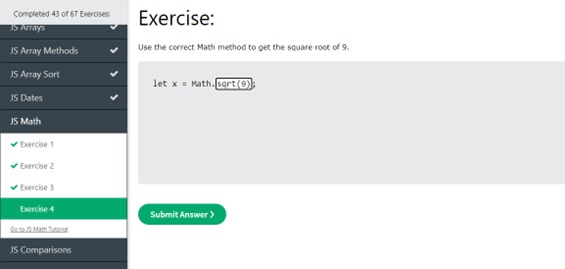 Completed 43 of 67 Exercises:
JS Arrays
JS Array Methods
JS Array Sort
JS Dates
JS Math
Exercise 1
Exercise 2
Exercise 3
Exercise 4
Go to JS Math Tutorial
JS Comparisons
Exercise:
Use the correct Math method to get the square root of 9.
let x = Math.sqrt(9);
Submit Answer ❯